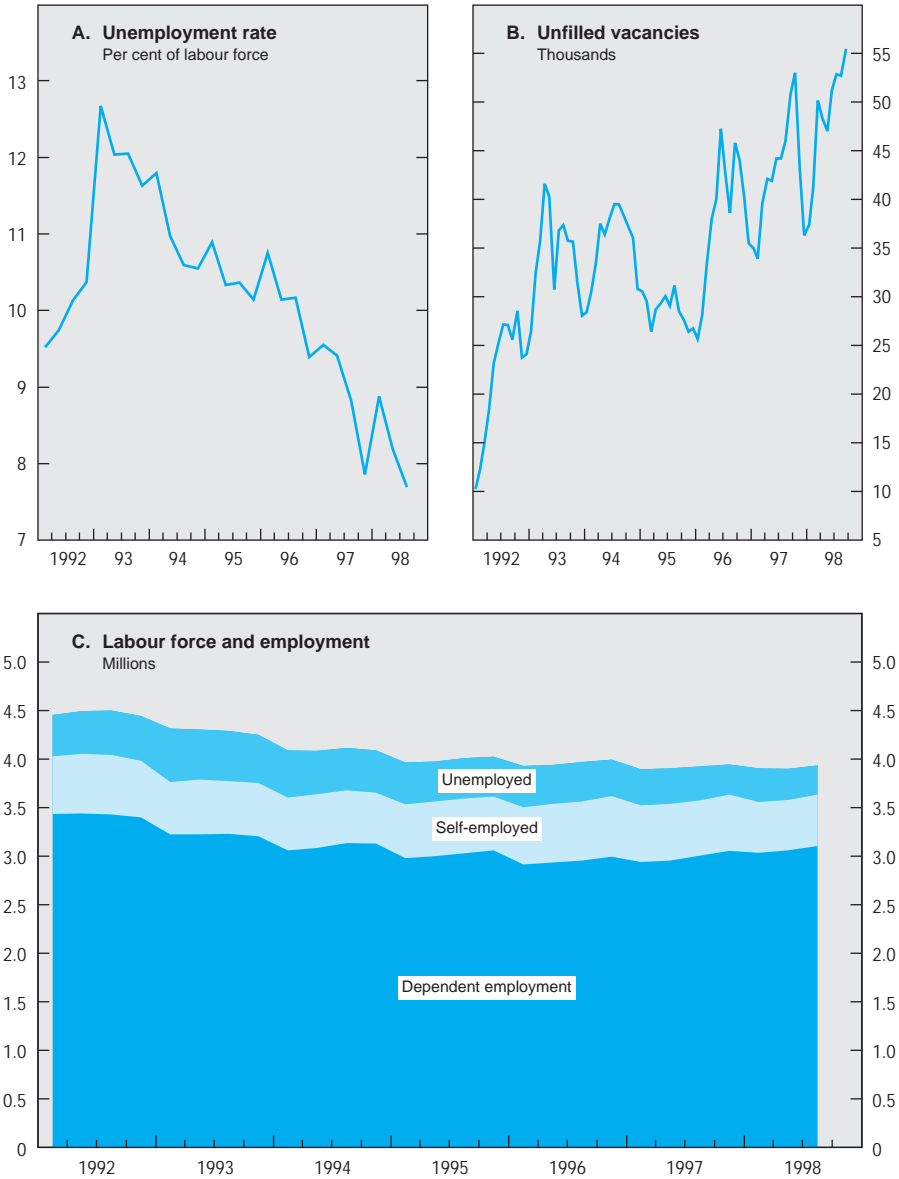 A. Unemployment rate
Per cent of labour force
13
12
11
10
9
8
7
1992 93 94 95 96 97 98
B. Unfilled vacancies
Thousands
55
50
45
40
35
30
25
20
15
10
5
1992 93 94 95 96 97 98
C. Labour force and employment
Millions
5.0 5.0
4.5 4.5
4.0 4.0
Unemployed
3.5 3.5
Self-employed
3.0 3.0
2.5 2.5
2.0 2.0
Dependent employment
1.5 1.5
1.0 1.0
0.5 0.5
0 0
1992 1993 1994 1995 1996 1997 1998